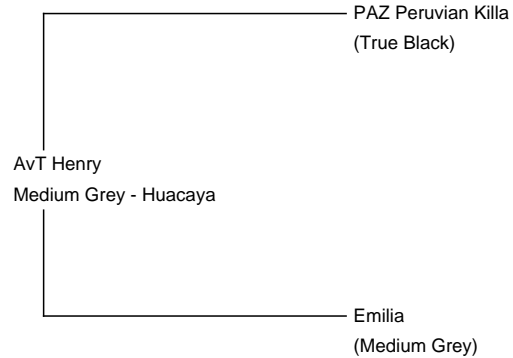 PAZ Peruvian Killa
(True Black)
AvT Henry
Medium Grey - Huacaya
Emilia
(Medium Grey)